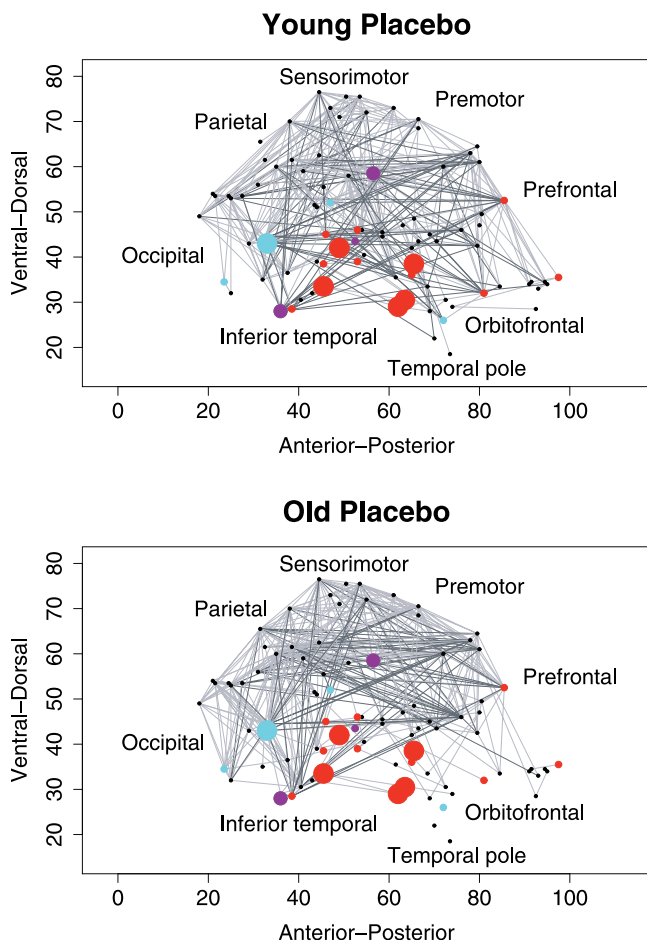 Young Placebo
Sensorimotor
Premotor
Parietal
Prefrontal
Occipital
Inferior temporal
Orbitofrontal
Temporal pole
Ventral–Dorsal
20 30 40 50 60 70 80
0 20 40 60 80 100
Anterior–Posterior
Old Placebo
Sensorimotor
Premotor
Parietal
Prefrontal
Occipital
Inferior temporal
Orbitofrontal
Temporal pole
Ventral–Dorsal
20 30 40 50 60 70 80
0 20 40 60 80 100
Anterior–Posterior